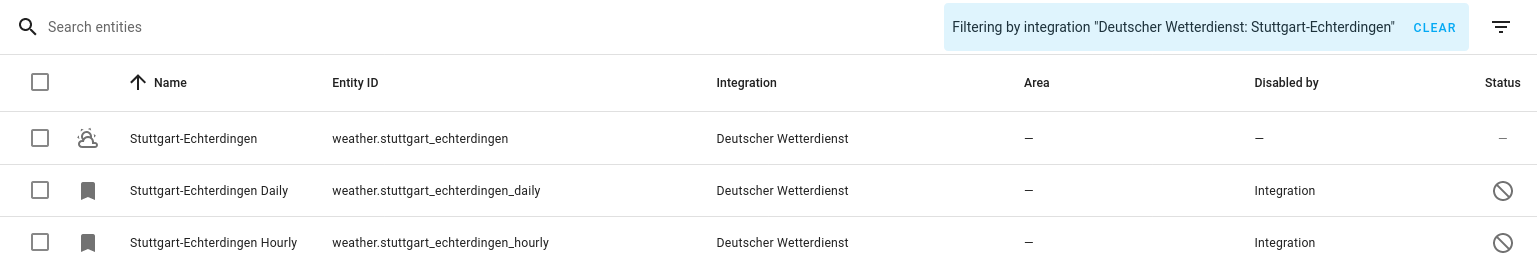 Search entities
Filtering by integration "Deutscher Wetterdienst: Stuttgart-Echterdingen" CLEAR
Name Entity ID Integration Area Disabled by Status
Stuttgart-Echterdingen weather.stuttgart_echterdingen Deutscher Wetterdienst — — —
Stuttgart-Echterdingen Daily weather.stuttgart_echterdingen_daily Deutscher Wetterdienst — Integration
Stuttgart-Echterdingen Hourly weather.stuttgart_echterdingen_hourly Deutscher Wetterdienst — Integration